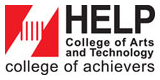 HELP
College of Arts
and Technology
college of achievers